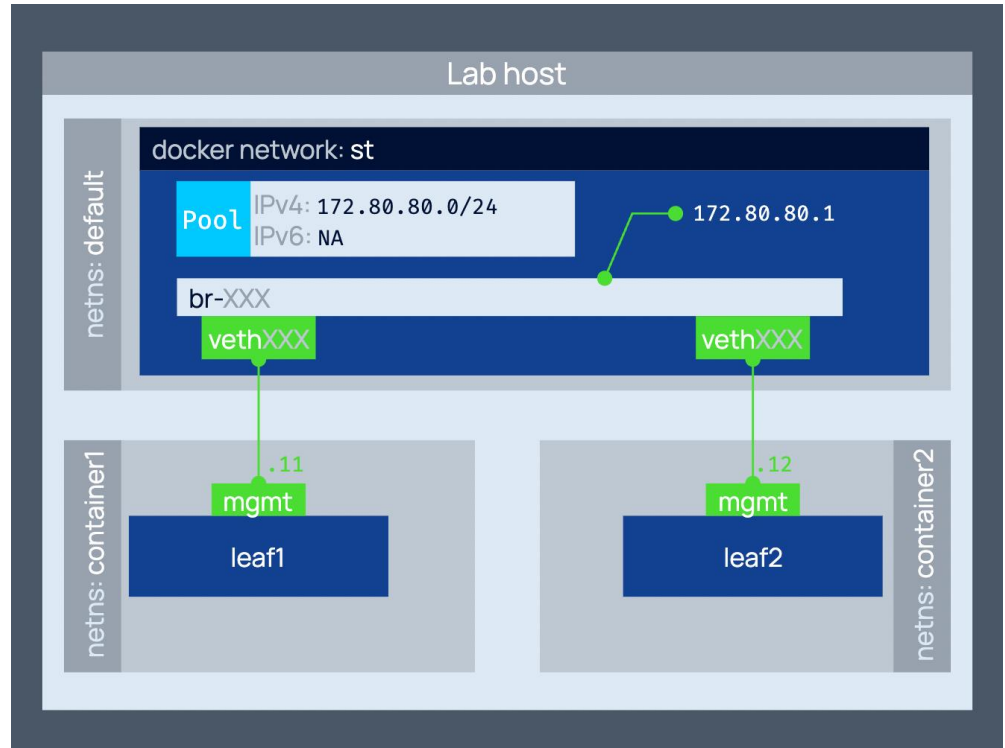 Lab host
netns: default
docker network: st
Pool
IPv4: 172.80.80.0/24
IPv6: NA
172.80.80.1
br-XXX
vethXXX
vethXXX
netns: container1
.11
mgmt
leaf1
.12
mgmt
leaf2
netns: container2